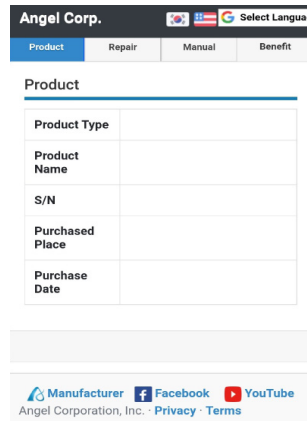 Angel Corp. Select Langua
Product Repair Manual Benefit
Product
Product Type
Product
Name
S/N
Purchased
Place
Purchase
Date
Manufacturer Facebook YouTube
Angel Corporation, Inc. · Privacy · Terms